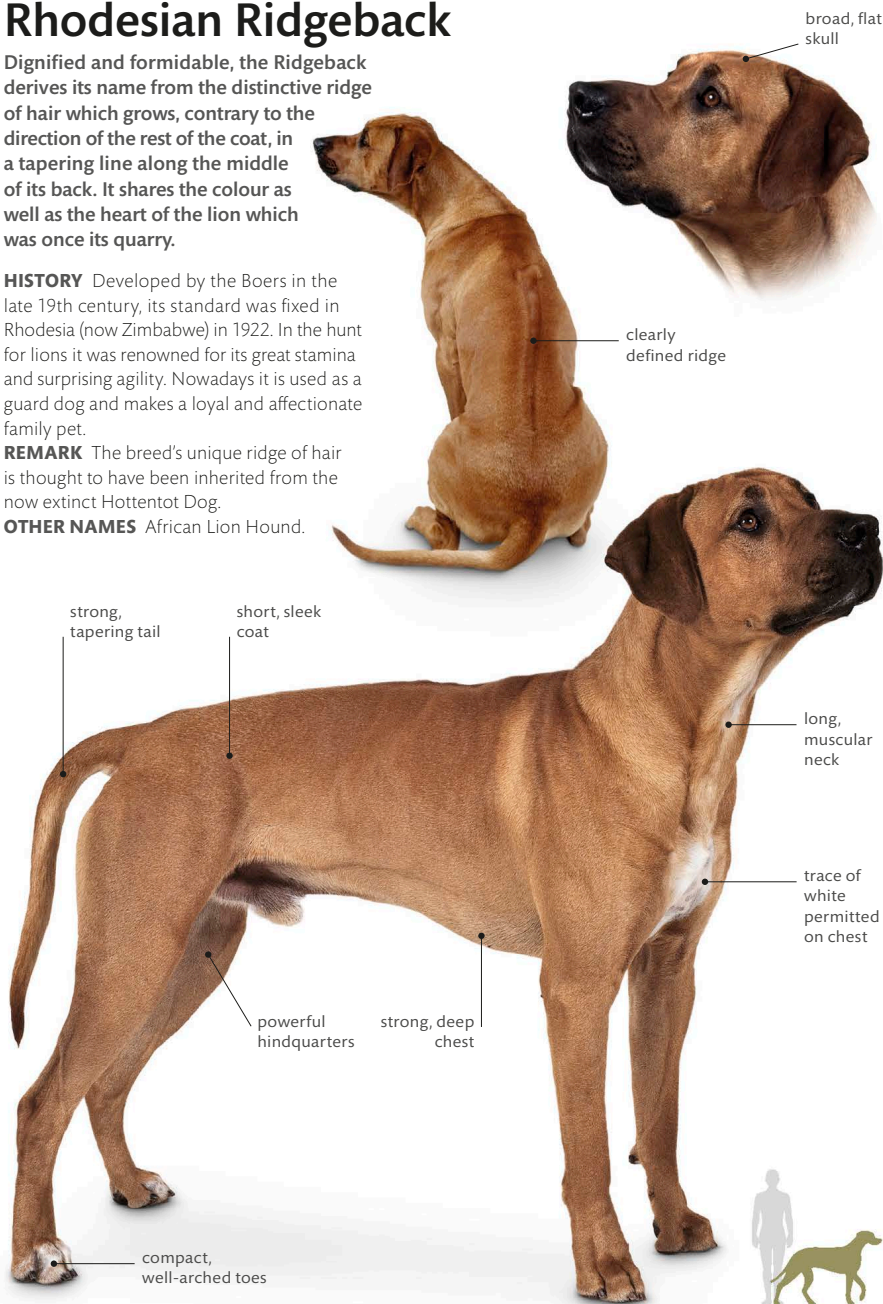 Rhodesian Ridgeback
Dignified and formidable, the Ridgeback
derives its name from the distinctive ridge
of hair which grows, contrary to the
direction of the rest of the coat, in
a tapering line along the middle
of its back. It shares the colour as
well as the heart of the lion which
was once its quarry.
HISTORY Developed by the Boers in the
late 19th century, its standard was fixed in
Rhodesia (now Zimbabwe) in 1922. In the hunt
for lions it was renowned for its great stamina
and surprising agility. Nowadays it is used as a
guard dog and makes a loyal and affectionate
family pet.
REMARK The breed's unique ridge of hair
is thought to have been inherited from the
now extinct Hottentot Dog.
OTHER NAMES African Lion Hound.
broad, flat
skull
clearly
defined ridge
strong,
tapering tail
short, sleek
coat
long,
muscular
neck
trace of
white
permitted
on chest
powerful
hindquarters
strong, deep
chest
compact,
well-arched toes